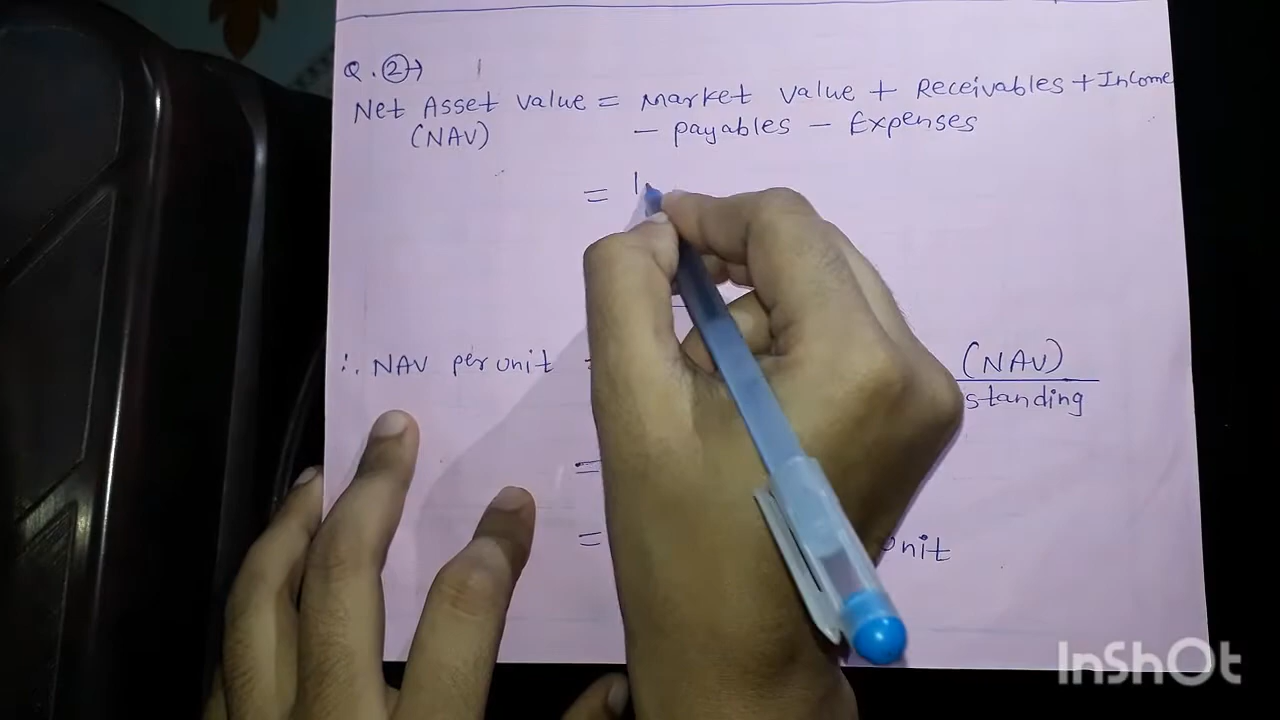 Q. ②→
Net Asset Value = Market Value + Receivables + Income
(NAV) - payables - Expenses
= 1
∴ NAV per unit = (NAV)
standing
=
= unit
InShOt